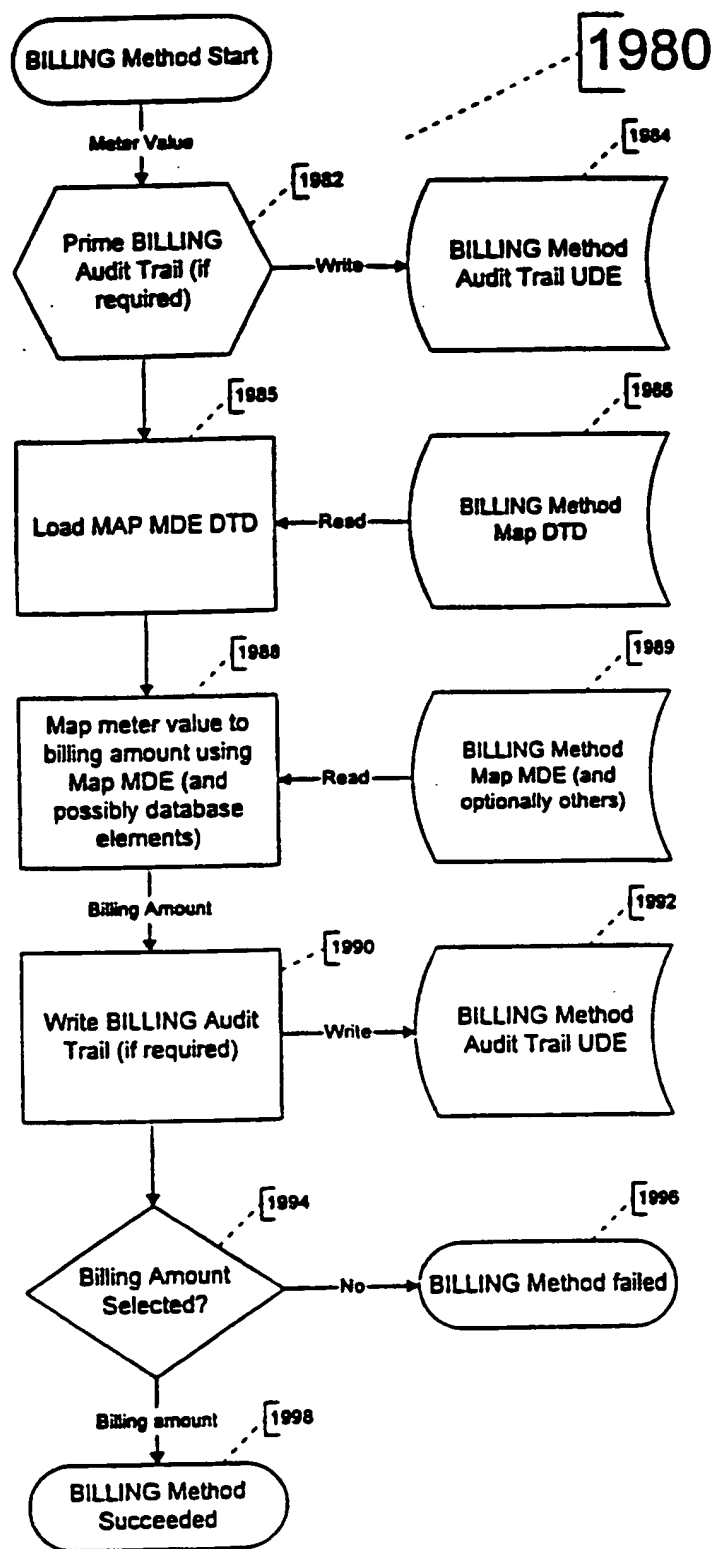 BILLING Method Start
1980
Meter Value
1982
1984
Prime BILLING
Audit Trail (if
required)
Write
BILLING Method
Audit Trail UDE
1985
1986
Load MAP MDE DTD
Read
BILLING Method
Map DTD
1988
1989
Map meter value to
billing amount using
Map MDE (and
possibly database
elements)
Read
BILLING Method
Map MDE (and
optionally others)
Billing Amount
1990
1992
Write BILLING Audit
Trail (if required)
Write
BILLING Method
Audit Trail UDE
1994
1996
Billing Amount
Selected?
No
BILLING Method failed
Billing amount
1998
BILLING Method
Succeeded